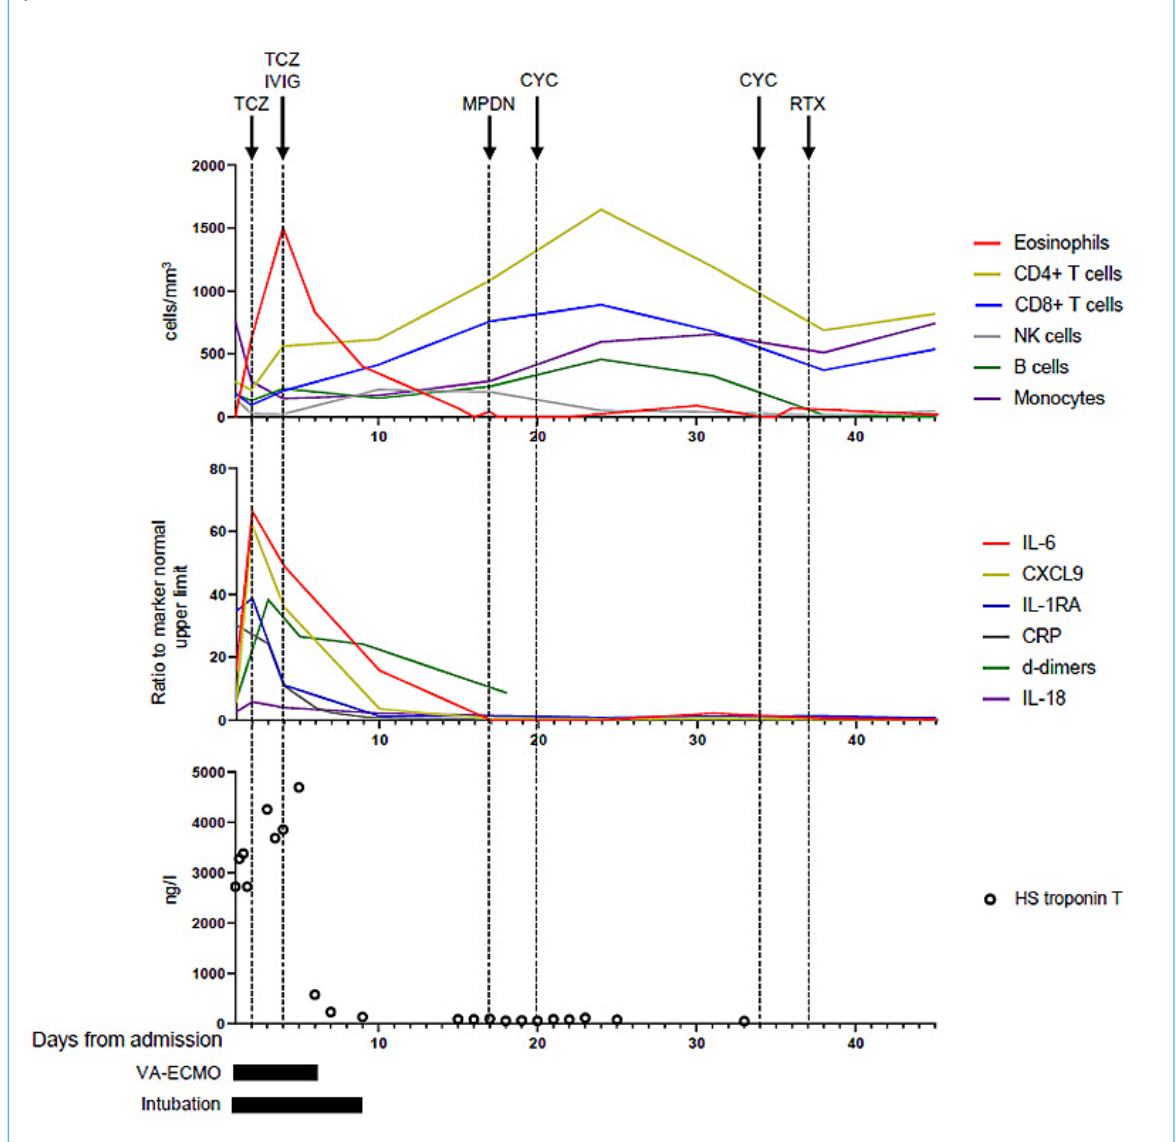 TCZ
IVIG
TCZ
MPDN
CYC
CYC
RTX
2000
1500
1000
500
0
cells/mm³
10
20
30
40
Eosinophils
CD4+ T cells
CD8+ T cells
NK cells
B cells
Monocytes
80
60
40
20
0
Ratio to marker normal
upper limit
10
20
30
40
IL-6
CXCL9
IL-1RA
CRP
d-dimers
IL-18
5000
4000
3000
2000
1000
0
ng/l
10
20
30
40
HS troponin T
Days from admission
VA-ECMO
Intubation